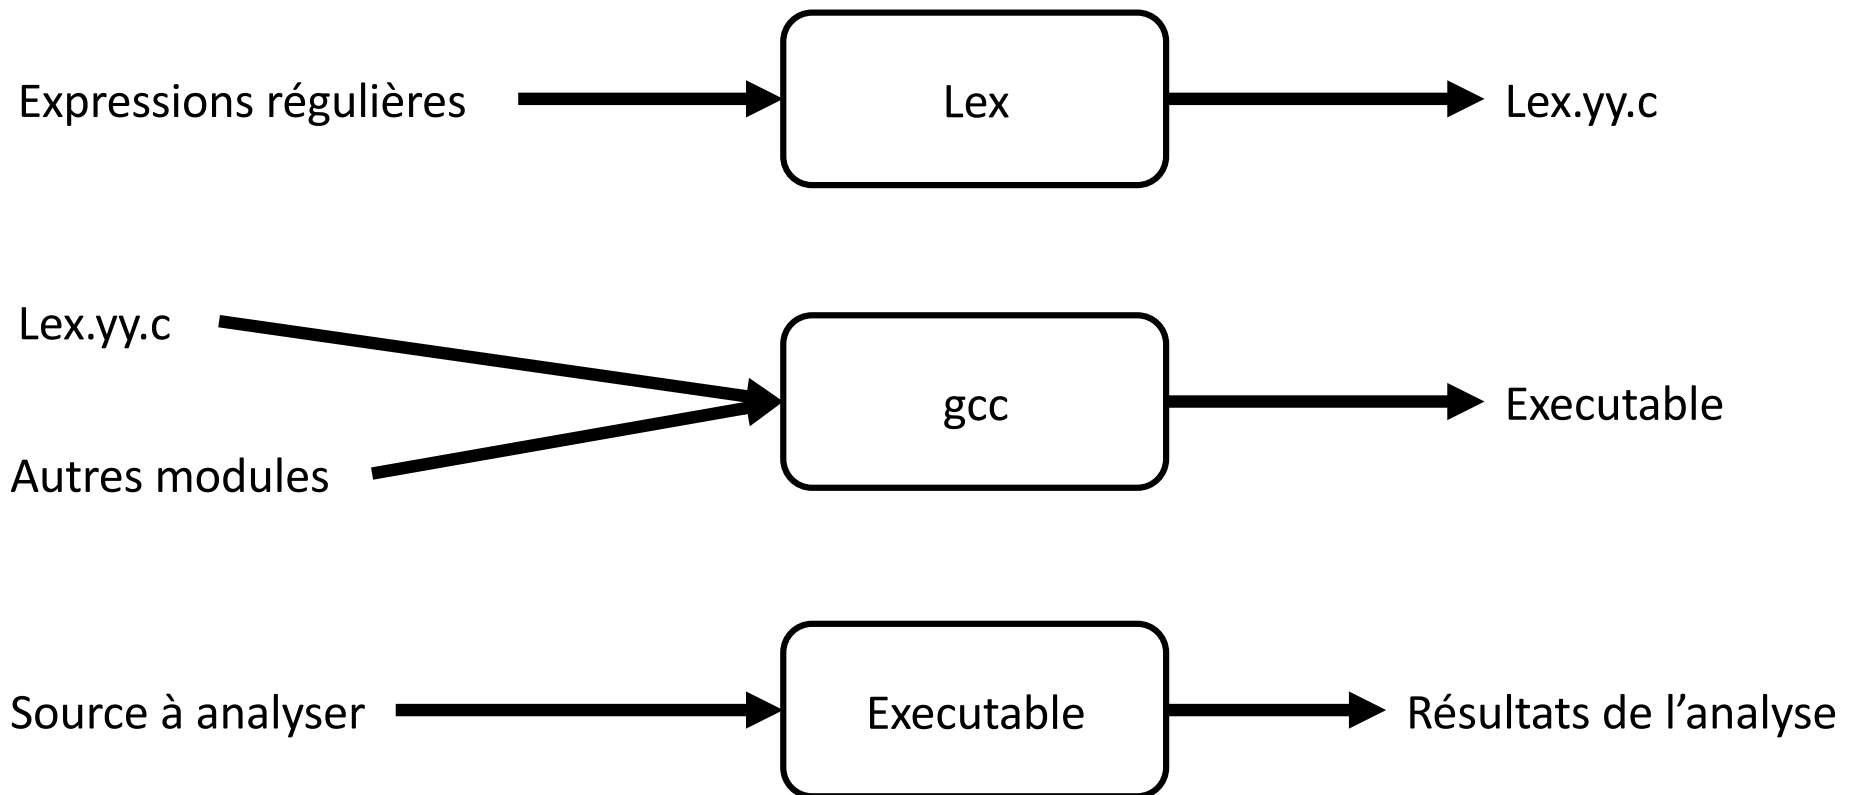 Expressions régulières
Lex
Lex.yy.c
Lex.yy.c
Autres modules
gcc
Executable
Source à analyser
Executable
Résultats de l’analyse